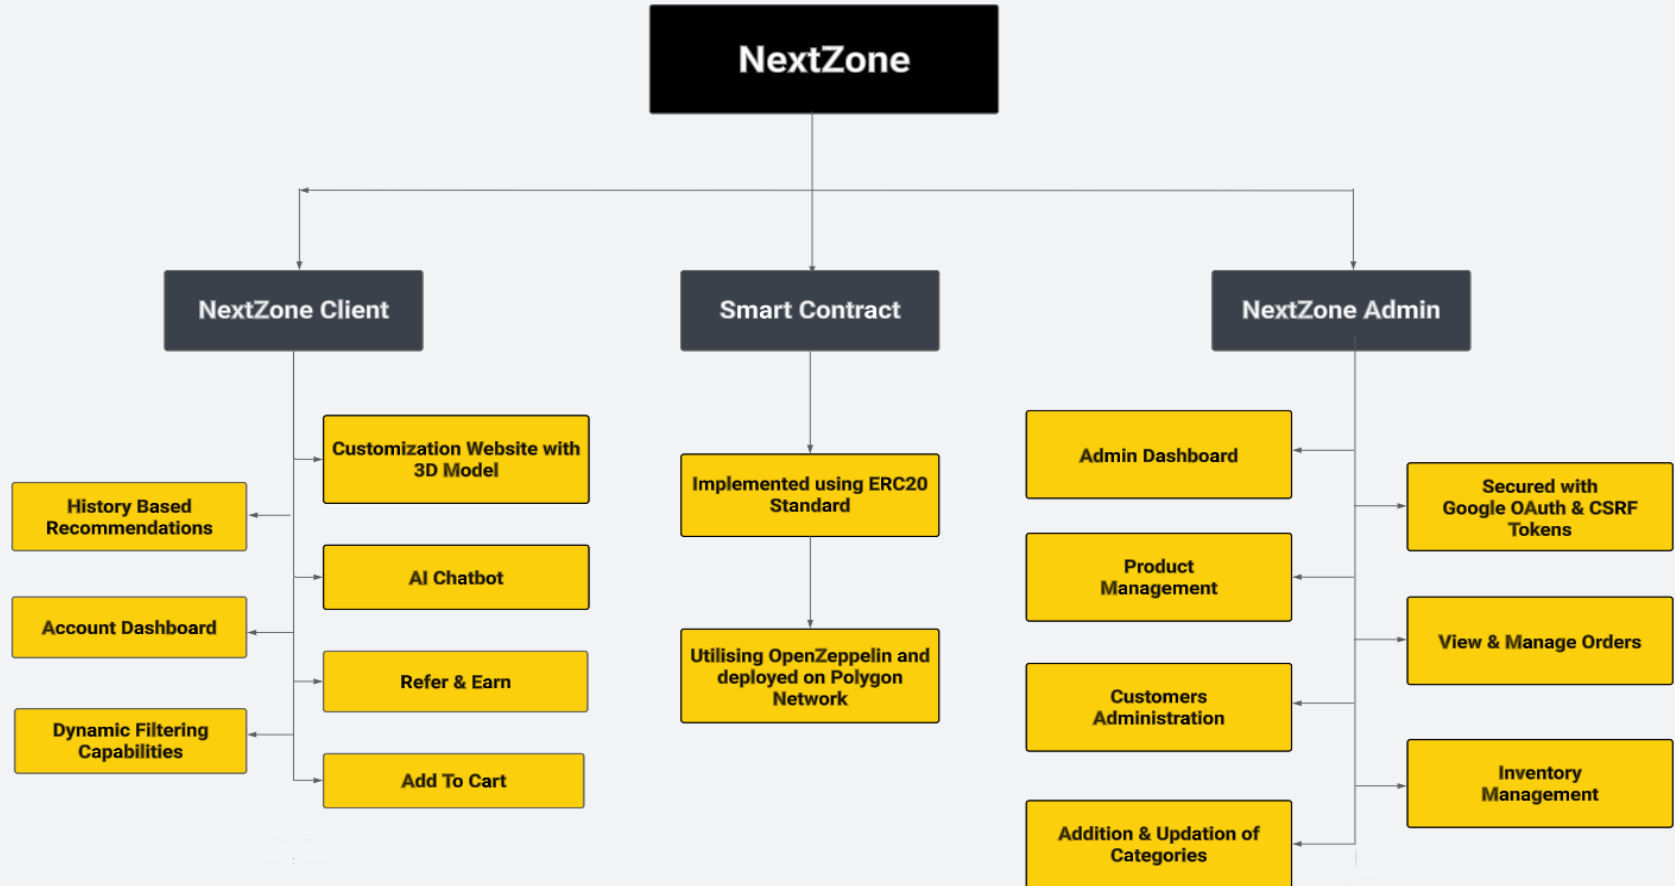 NextZone
NextZone Client
Smart Contract
NextZone Admin
Customization Website with
3D Model
History Based
Recommendations
AI Chatbot
Account Dashboard
Refer & Earn
Dynamic Filtering
Capabilities
Add To Cart
Implemented using ERC20
Standard
Utilising OpenZeppelin and
deployed on Polygon
Network
Admin Dashboard
Secured with
Google OAuth & CSRF
Tokens
Product
Management
View & Manage Orders
Customers
Administration
Inventory
Management
Addition & Updation of
Categories